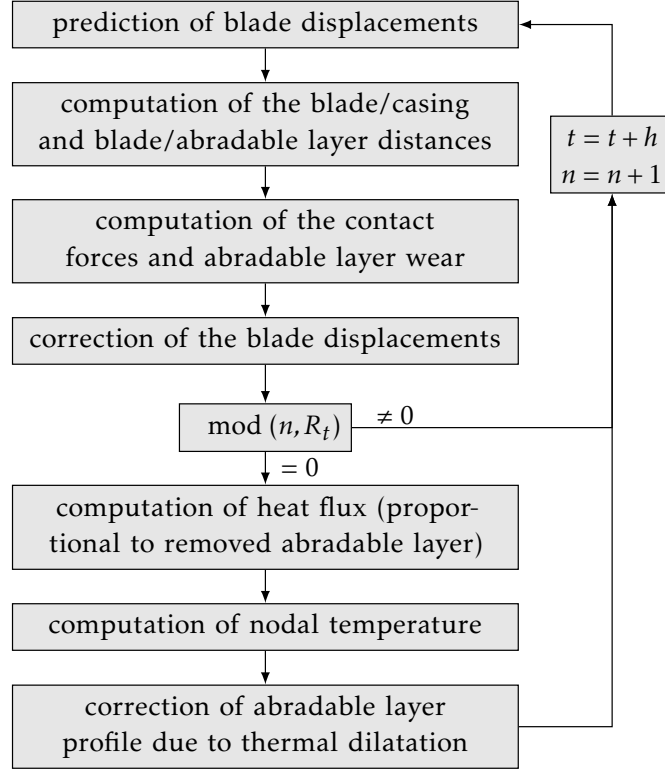 prediction of blade displacements
computation of the blade/casing
and blade/abradable layer distances
t = t + h
n = n + 1
computation of the contact
forces and abradable layer wear
correction of the blade displacements
mod (n, Rₜ)
≠ 0
= 0
computation of heat flux (propor-
tional to removed abradable layer)
computation of nodal temperature
correction of abradable layer
profile due to thermal dilatation